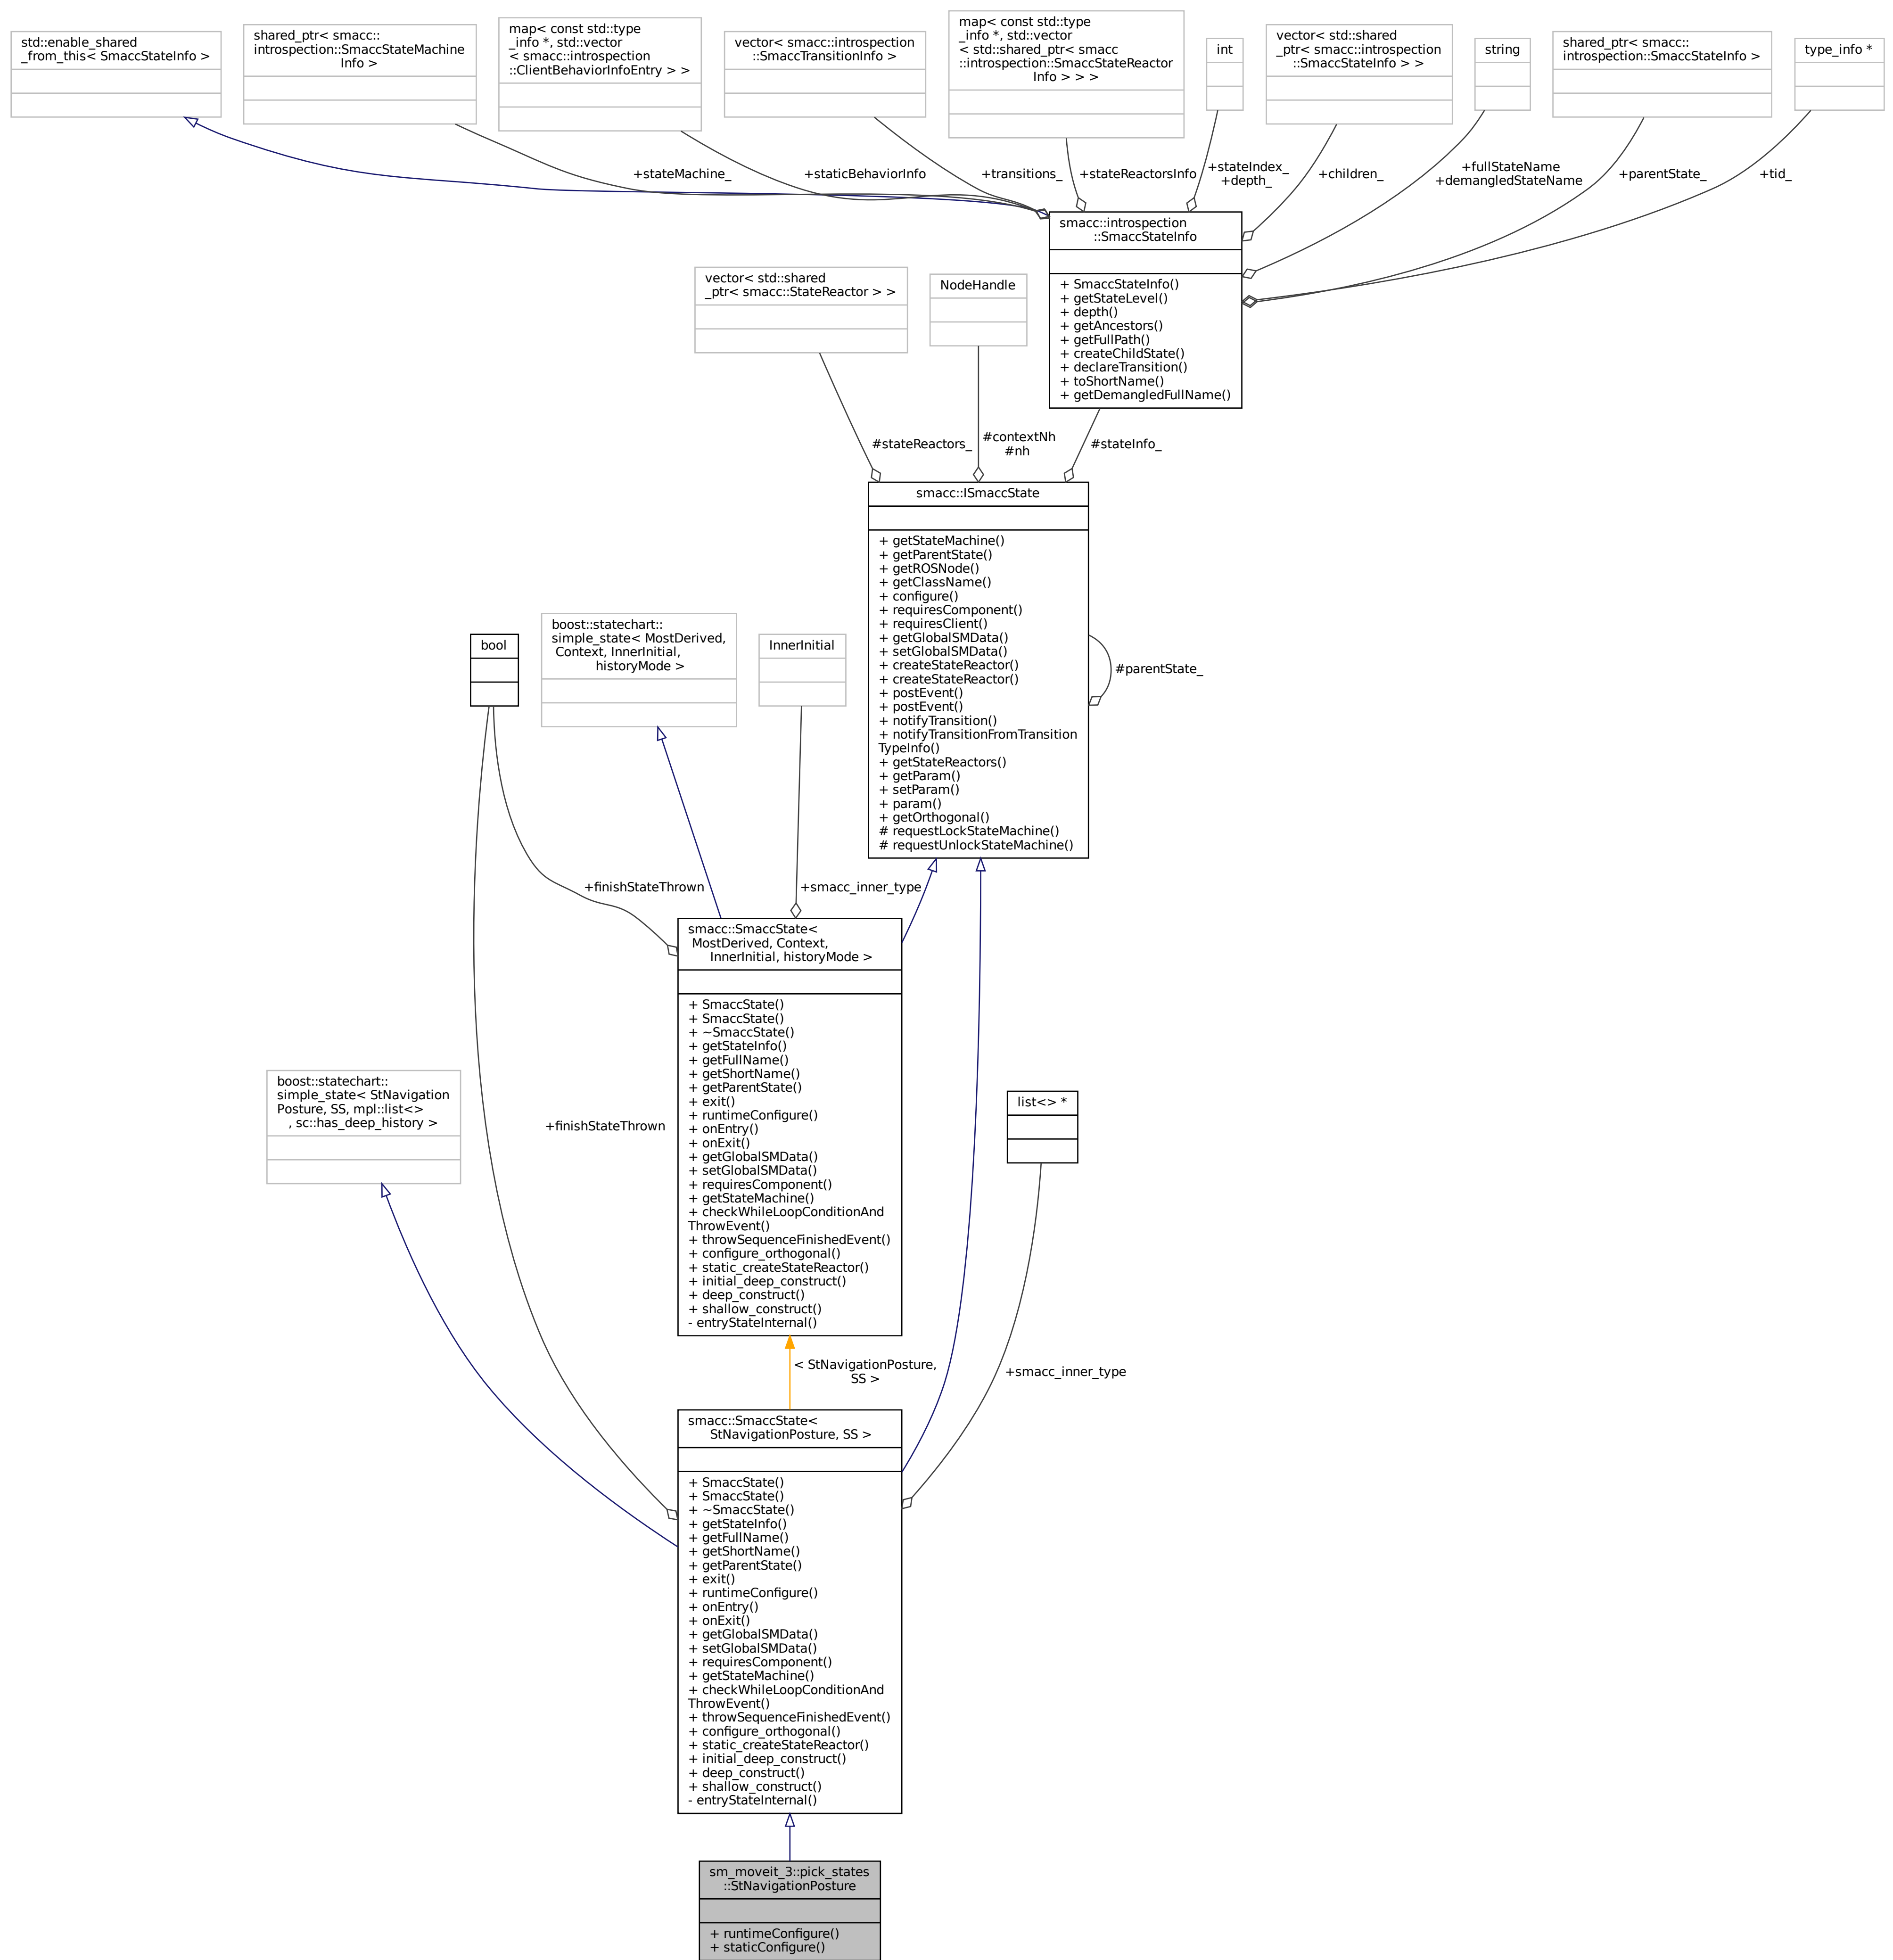 std::enable_shared
_from_this< SmaccStateInfo >
shared_ptr< smacc::
introspection::SmaccStateMachine
Info >
map< const std::type
_info *, std::vector
< smacc::introspection
::ClientBehaviorInfoEntry > >
vector< smacc::introspection
::SmaccTransitionInfo >
map< const std::type
_info *, std::vector
< std::shared_ptr< smacc
::introspection::SmaccStateReactor
Info > > >
int
vector< std::shared
_ptr< smacc::introspection
::SmaccStateInfo > >
string
shared_ptr< smacc::
introspection::SmaccStateInfo >
type_info *
+stateMachine_
+staticBehaviorInfo
+transitions_
+stateReactorsInfo
+stateIndex_
+depth_
+children_
+fullStateName
+demangledStateName
+parentState_
+tid_
smacc::introspection
::SmaccStateInfo
+ SmaccStateInfo()
+ getStateLevel()
+ depth()
+ getAncestors()
+ getFullPath()
+ createChildState()
+ declareTransition()
+ toShortName()
+ getDemangledFullName()
vector< std::shared
_ptr< smacc::StateReactor > >
NodeHandle
#stateReactors_
#contextNh
#nh
#stateInfo_
smacc::ISmaccState
+ getStateMachine()
+ getParentState()
+ getROSNode()
+ getClassName()
+ configure()
+ requiresComponent()
+ requiresClient()
+ getGlobalSMData()
+ setGlobalSMData()
+ createStateReactor()
+ createStateReactor()
+ postEvent()
+ postEvent()
+ notifyTransition()
+ notifyTransitionFromTransition
TypeInfo()
+ getStateReactors()
+ getParam()
+ setParam()
+ param()
+ getOrthogonal()
# requestLockStateMachine()
# requestUnlockStateMachine()
#parentState_
bool
boost::statechart::
simple_state< MostDerived,
Context, InnerInitial,
historyMode >
InnerInitial
+finishStateThrown
+smacc_inner_type
smacc::SmaccState<
MostDerived, Context,
InnerInitial, historyMode >
+ SmaccState()
+ SmaccState()
+ ~SmaccState()
+ getStateInfo()
+ getFullName()
+ getShortName()
+ getParentState()
+ exit()
+ runtimeConfigure()
+ onEntry()
+ onExit()
+ getGlobalSMData()
+ setGlobalSMData()
+ requiresComponent()
+ getStateMachine()
+ checkWhileLoopConditionAnd
ThrowEvent()
+ throwSequenceFinishedEvent()
+ configure_orthogonal()
+ static_createStateReactor()
+ initial_deep_construct()
+ deep_construct()
+ shallow_construct()
- entryStateInternal()
boost::statechart::
simple_state< StNavigation
Posture, SS, mpl::list<>
, sc::has_deep_history >
+finishStateThrown
list<> *
< StNavigationPosture,
SS >
+smacc_inner_type
smacc::SmaccState<
StNavigationPosture, SS >
+ SmaccState()
+ SmaccState()
+ ~SmaccState()
+ getStateInfo()
+ getFullName()
+ getShortName()
+ getParentState()
+ exit()
+ runtimeConfigure()
+ onEntry()
+ onExit()
+ getGlobalSMData()
+ setGlobalSMData()
+ requiresComponent()
+ getStateMachine()
+ checkWhileLoopConditionAnd
ThrowEvent()
+ throwSequenceFinishedEvent()
+ configure_orthogonal()
+ static_createStateReactor()
+ initial_deep_construct()
+ deep_construct()
+ shallow_construct()
- entryStateInternal()
sm_moveit_3::pick_states
::StNavigationPosture
+ runtimeConfigure()
+ staticConfigure()